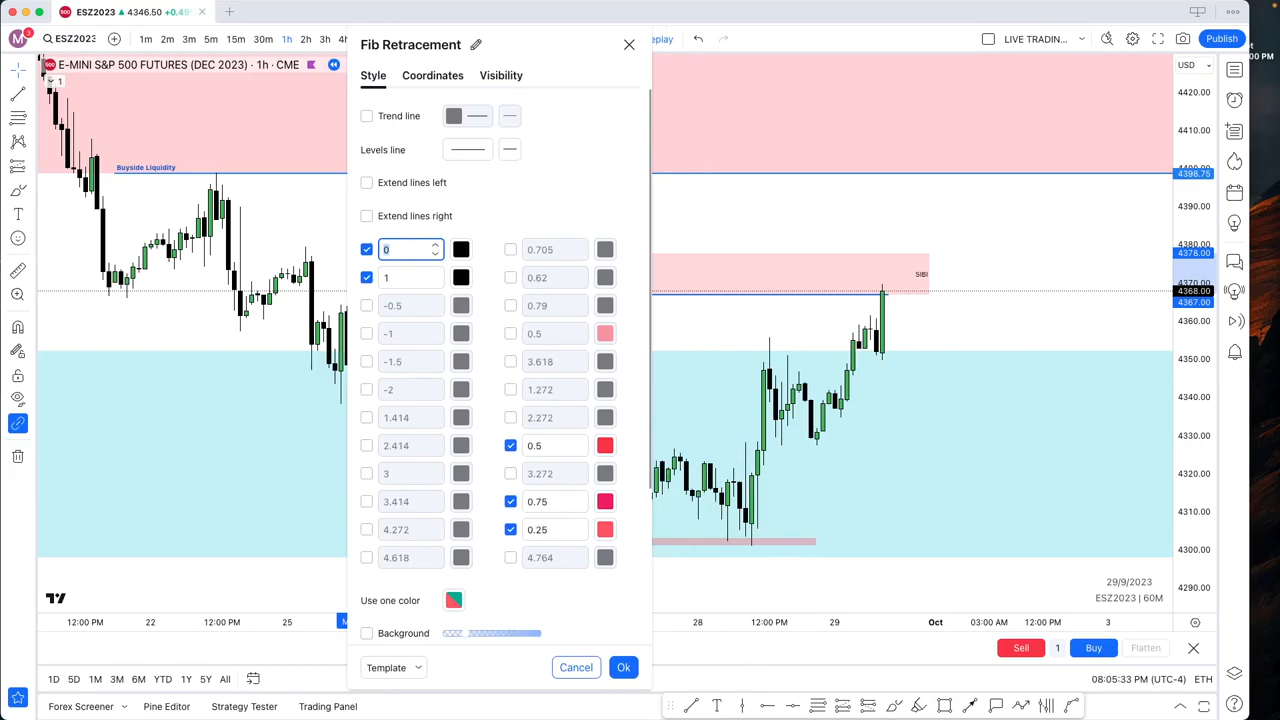 500 ESZ2023 ▲ 4346.50 +0.49
M 3 ESZ2023 1m 2m 3m 5m 15m 30m 1h 2h 3h LIVE TRADIN... Publish
500 E-MINI S&P 500 FUTURES (DEC 2023) · 1h · CME
1
USD
4420.00
4410.00
Buyside Liquidity
4398.75
4390.00
4380.00
4378.00
SIBI
4368.00
4367.00
4360.00
4350.00
4340.00
4330.00
4320.00
4310.00
4300.00
4290.00
Fib Retracement
Style Coordinates Visibility
Trend line
Levels line
Extend lines left
Extend lines right
0 0.705
1 0.62
-0.5 0.79
-1 0.5
-1.5 3.618
-2 1.272
1.414 2.272
2.414 0.5
3 3.272
3.414 0.75
4.272 0.25
4.618 4.764
Use one color
Background
Template Cancel Ok
29/9/2023
ESZ2023 | 60M
12:00 PM 22 12:00 PM 25 28 12:00 PM 29 Oct 03:00 AM 12:00 PM 3
Sell 1 Buy Flatten
1D 5D 1M 3M 6M YTD 1Y 5Y All 08:05:33 PM (UTC-4) ETH
Forex Screener Pine Editor Strategy Tester Trading Panel